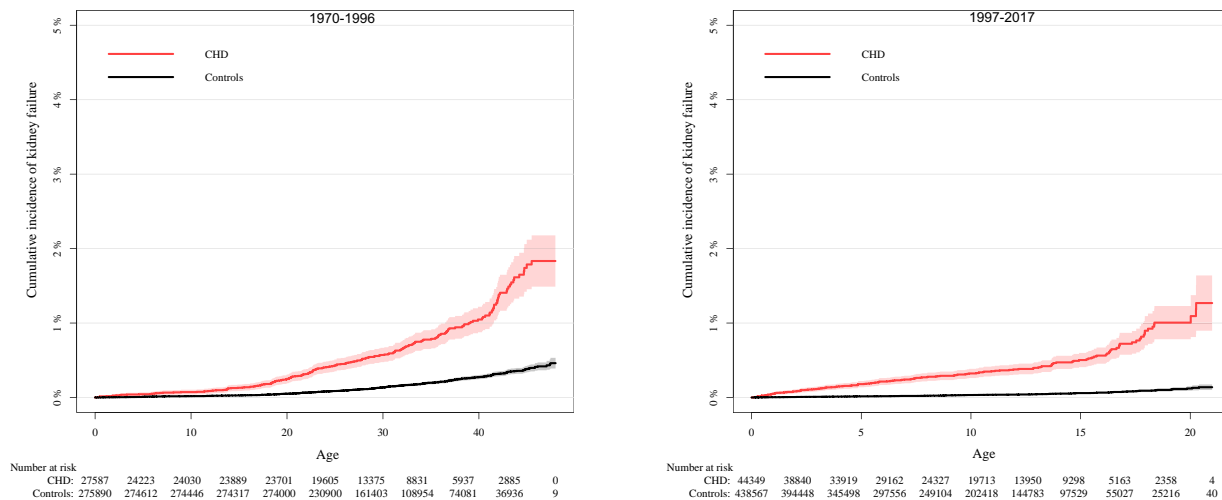 1970-1996
CHD
Controls
Cumulative incidence of kidney failure
5 %
4 %
3 %
2 %
1 %
0 %
0 10 20 30 40
Age
Number at risk
CHD: 27587 24223 24030 23889 23701 19605 13375 8831 5937 2885 0
Controls: 275890 274612 274446 274317 274000 230900 161403 108954 74081 36936 9
1997-2017
CHD
Controls
Cumulative incidence of kidney failure
5 %
4 %
3 %
2 %
1 %
0 %
0 5 10 15 20
Age
Number at risk
CHD: 44349 38840 33919 29162 24327 19713 13950 9298 5163 2358 4
Controls: 438567 394448 345498 297556 249104 202418 144783 97529 55027 25216 40